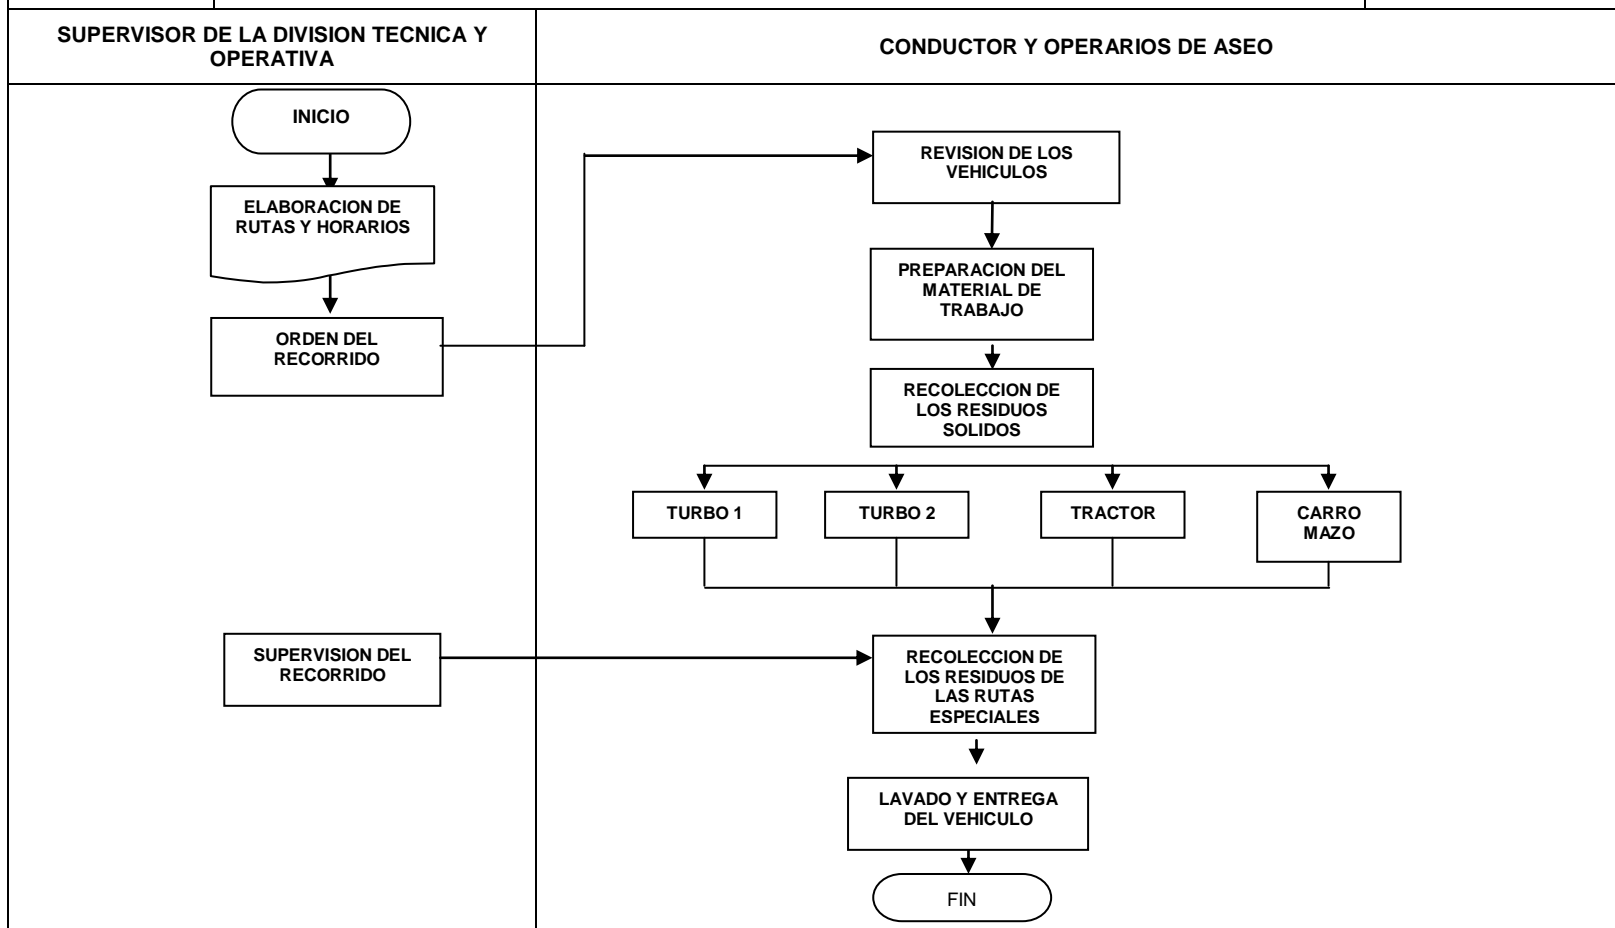 SUPERVISOR DE LA DIVISION TECNICA Y
OPERATIVA
CONDUCTOR Y OPERARIOS DE ASEO
INICIO
ELABORACION DE
RUTAS Y HORARIOS
ORDEN DEL
RECORRIDO
REVISION DE LOS
VEHICULOS
PREPARACION DEL
MATERIAL DE
TRABAJO
RECOLECCION DE
LOS RESIDUOS
SOLIDOS
TURBO 1
TURBO 2
TRACTOR
CARRO
MAZO
SUPERVISION DEL
RECORRIDO
RECOLECCION DE
LOS RESIDUOS DE
LAS RUTAS
ESPECIALES
LAVADO Y ENTREGA
DEL VEHICULO
FIN